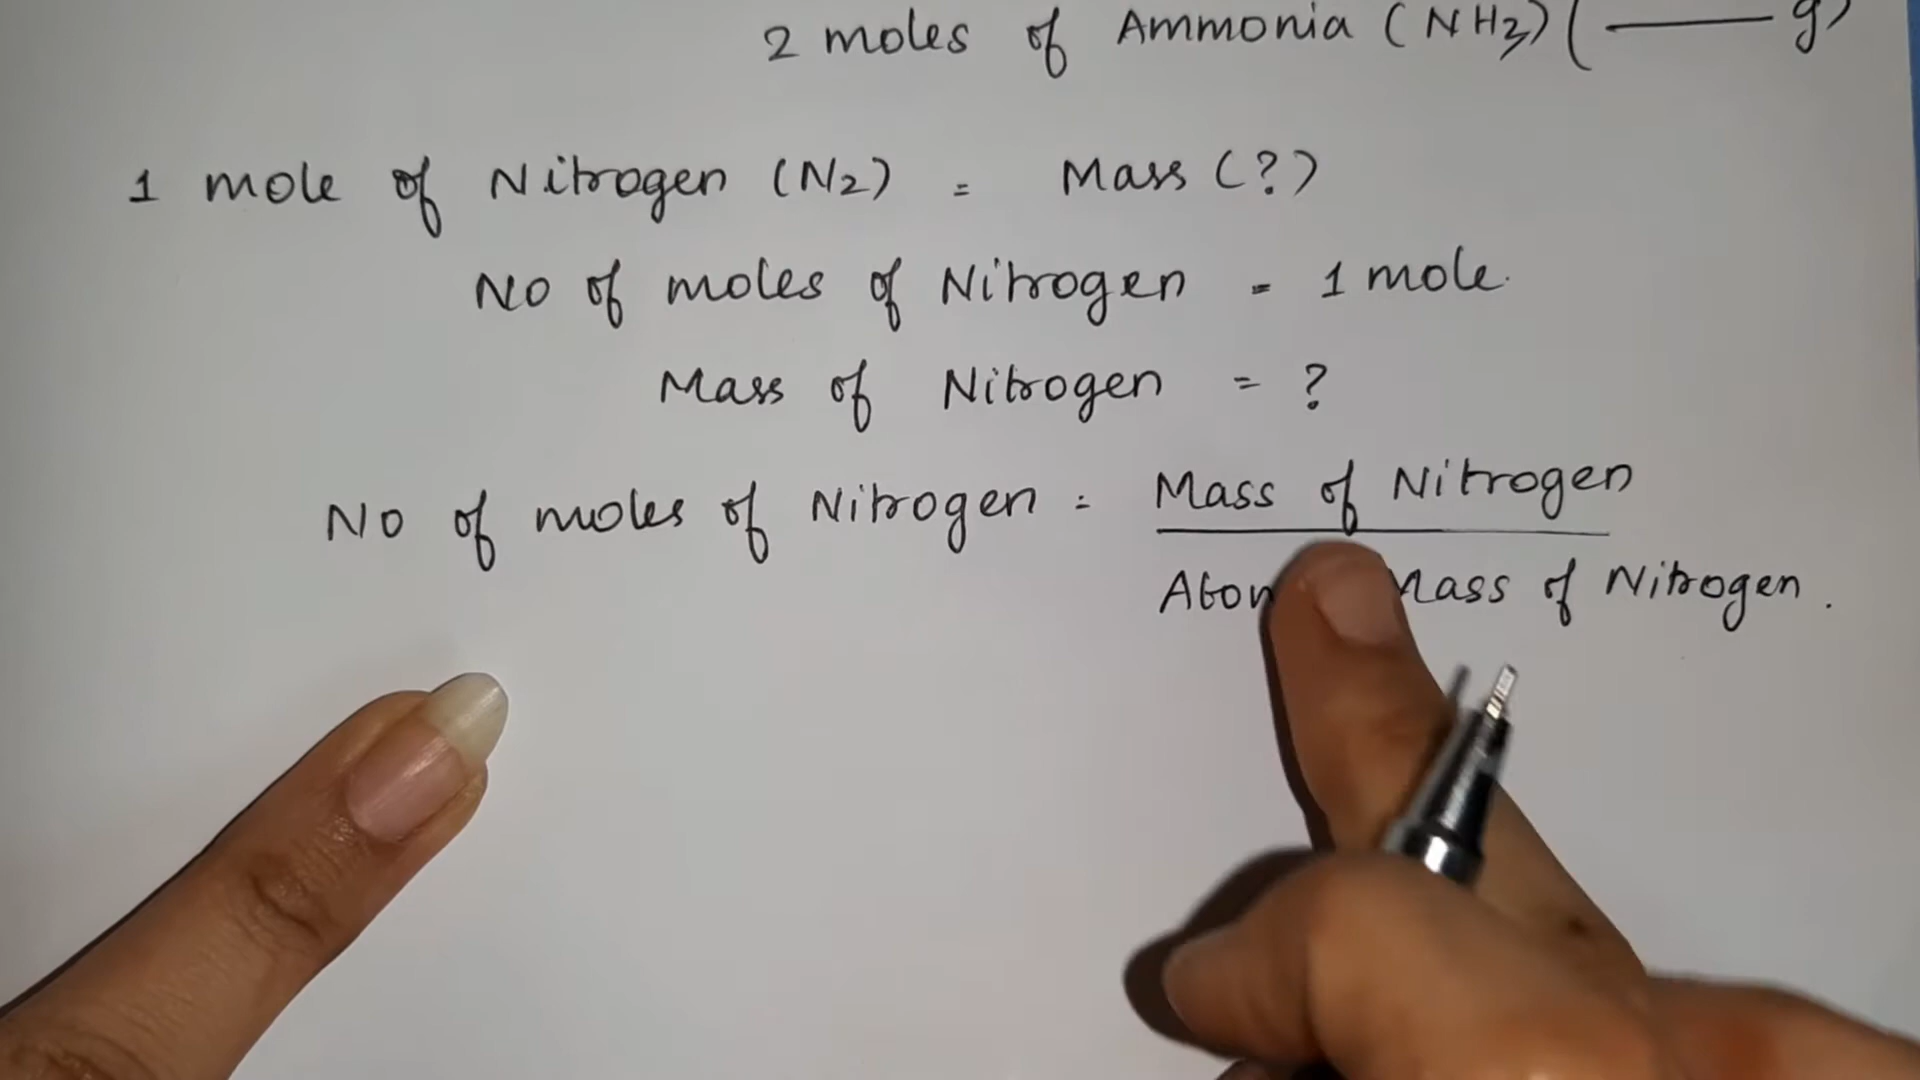 2 moles of Ammonia (NH3) ( — g)
1 mole of Nitrogen (N2) = Mass (?)
No of moles of Nitrogen = 1 mole.
Mass of Nitrogen = ?
No of moles of Nitrogen = Mass of Nitrogen
Mass of Nitrogen.